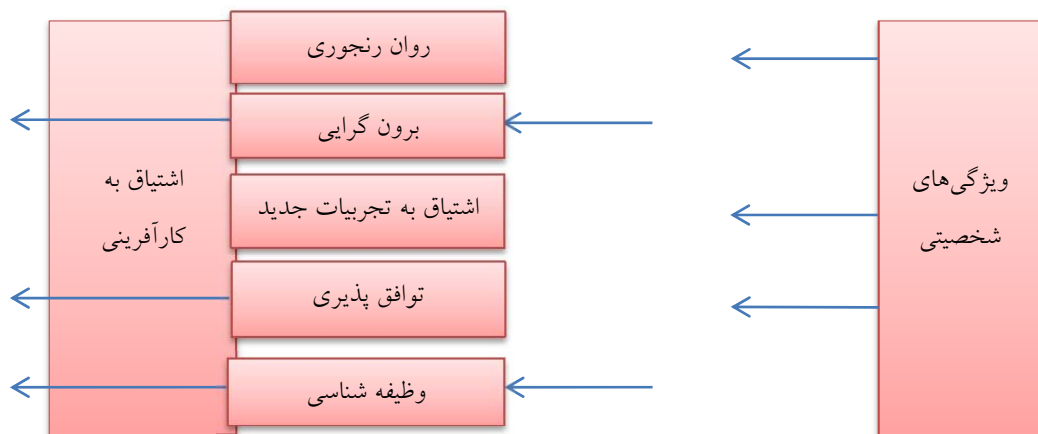 ویژگی‌های
شخصیتی
روان رنجوری
برون گرایی
اشتیاق به تجربیات جدید
توافق پذیری
وظیفه شناسی
اشتیاق به
کارآفرینی